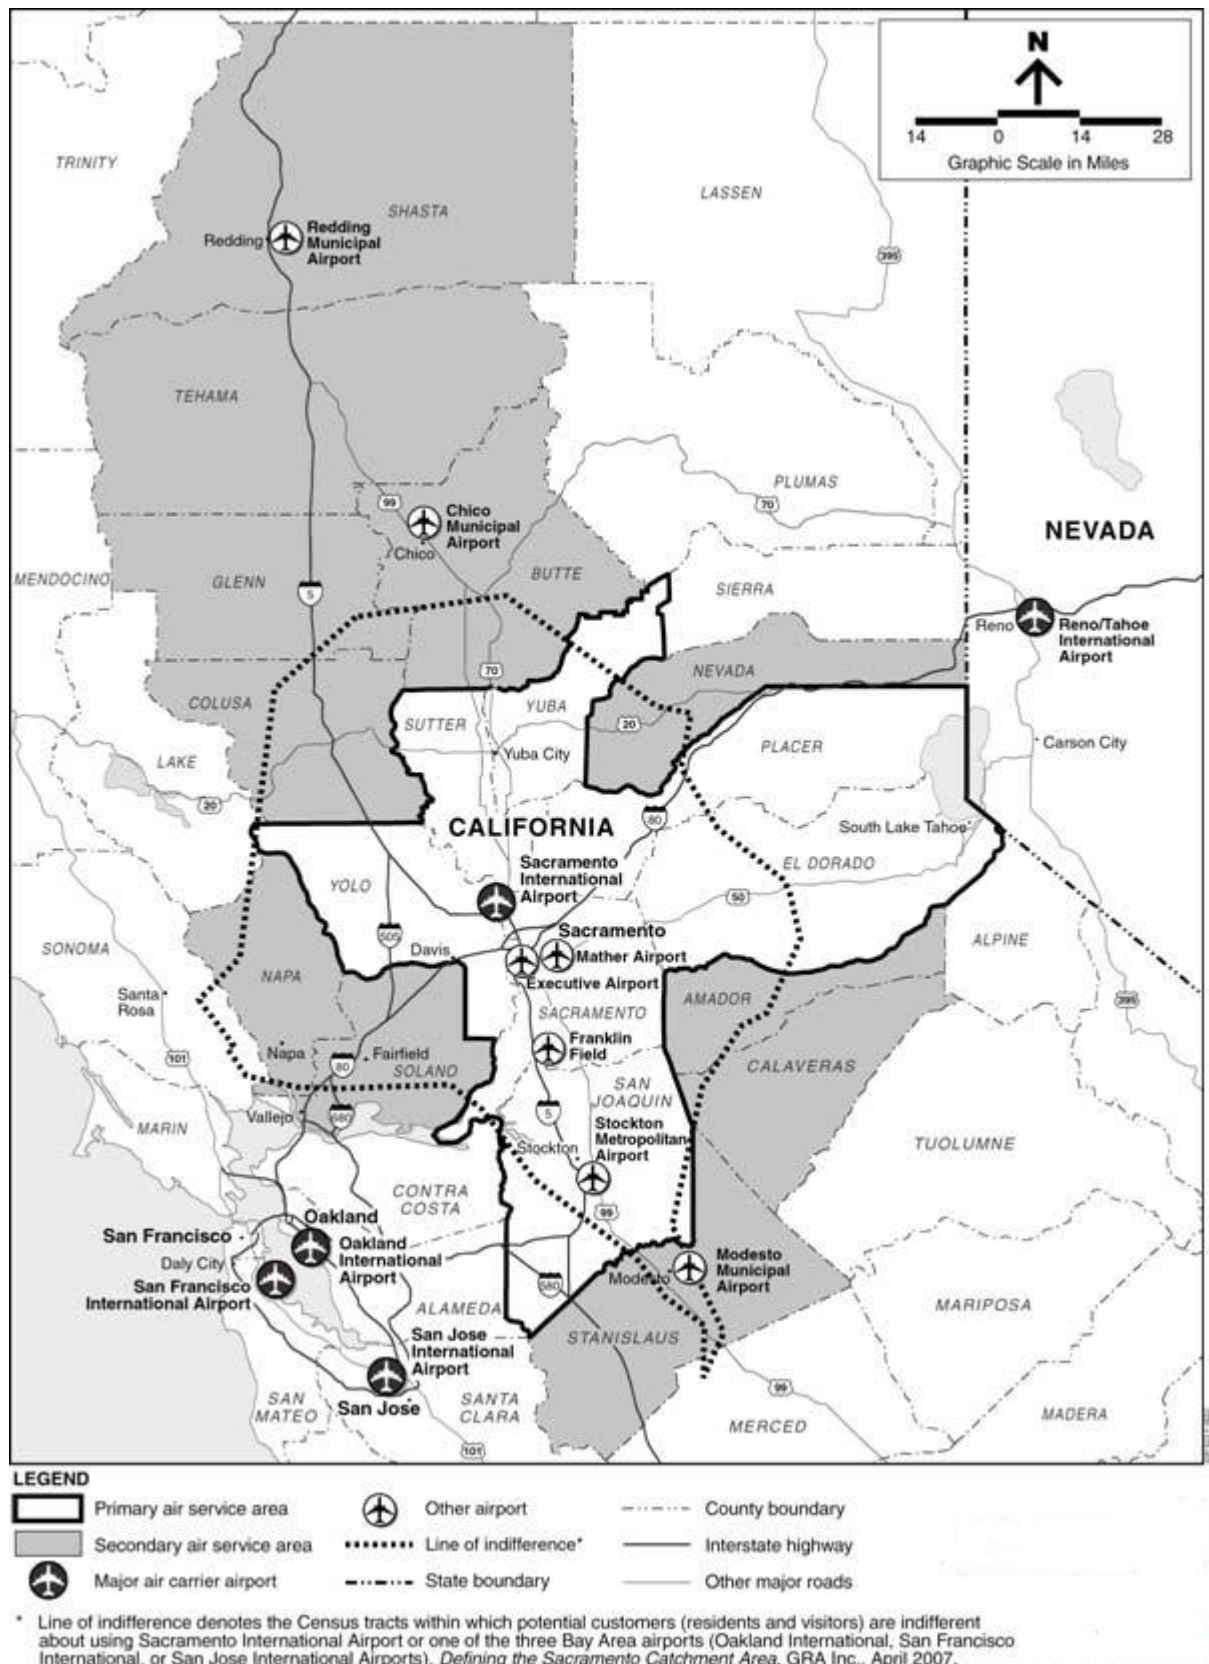 N
14 0 14 28
Graphic Scale in Miles
TRINITY
LASSEN
SHASTA
Redding
Redding
Municipal
Airport
395
TEHAMA
PLUMAS
99
70
Chico
Municipal
Airport
Chico
NEVADA
MENDOCINO
GLENN
5
BUTTE
SIERRA
Reno
Reno/Tahoe
International
Airport
70
NEVADA
COLUSA
SUTTER
YUBA
20
PLACER
Carson City
LAKE
Yuba City
20
80
CALIFORNIA
South Lake Tahoe
Sacramento
International
Airport
EL DORADO
YOLO
50
505
Sacramento
ALPINE
SONOMA
Davis
Mather Airport
NAPA
Executive Airport
AMADOR
Santa
Rosa
SACRAMENTO
395
Franklin
Field
101
Napa
80
Fairfield
SOLANO
CALAVERAS
SAN
JOAQUIN
Vallejo
680
5
MARIN
Stockton
Metropolitan
Airport
Stockton
TUOLUMNE
CONTRA
COSTA
99
Oakland
San Francisco
Oakland
International
Airport
Daly City
San Francisco
International Airport
Modesto
Modesto
Municipal
Airport
580
ALAMEDA
MARIPOSA
San Jose
International
Airport
STANISLAUS
San Jose
SAN
MATEO
SANTA
CLARA
99
MERCED
MADERA
101
LEGEND
Primary air service area
Other airport
County boundary
Secondary air service area
Line of indifference*
Interstate highway
Major air carrier airport
State boundary
Other major roads
* Line of indifference denotes the Census tracts within which potential customers (residents and visitors) are indifferent
about using Sacramento International Airport or one of the three Bay Area airports (Oakland International, San Francisco
International, or San Jose International Airports). Defining the Sacramento Catchment Area, GRA Inc., April 2007.